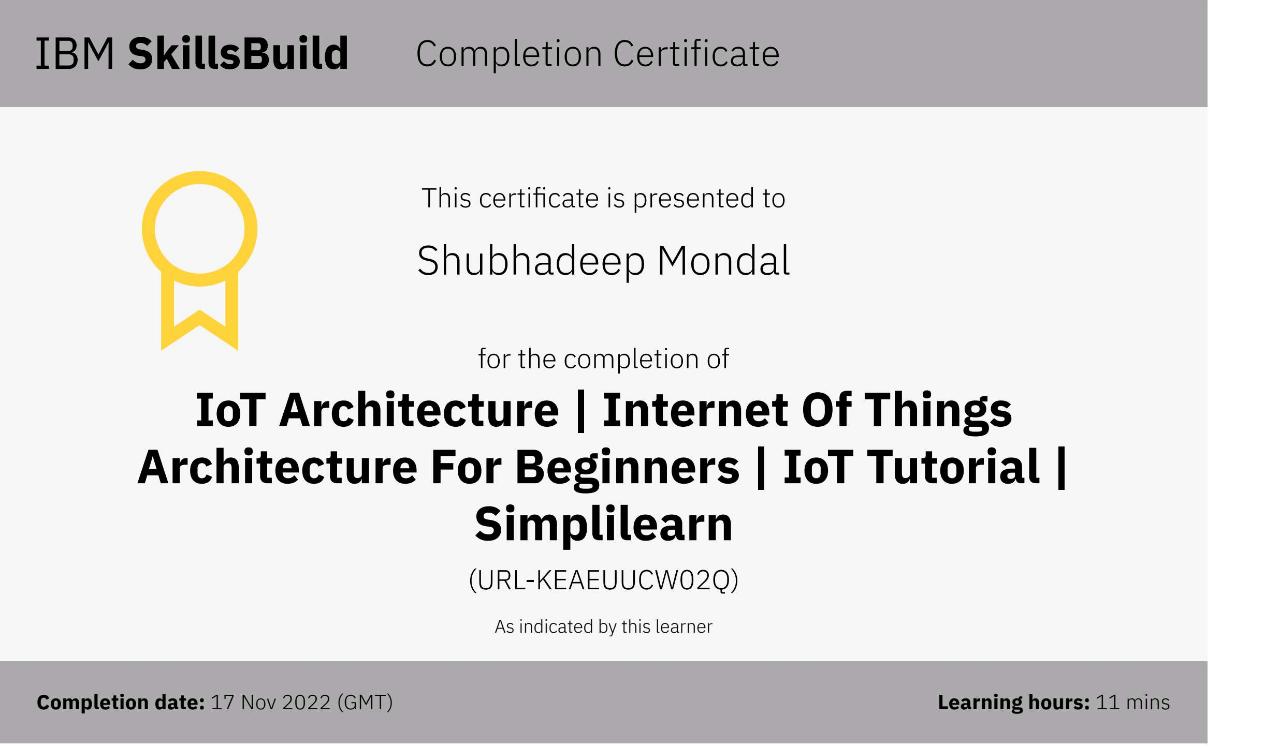 IBM SkillsBuild Completion Certificate
This certificate is presented to
Shubhadeep Mondal
for the completion of
IoT Architecture | Internet Of Things
Architecture For Beginners | IoT Tutorial |
Simplilearn
(URL-KEAEUUCW02Q)
As indicated by this learner
Completion date: 17 Nov 2022 (GMT) Learning hours: 11 mins